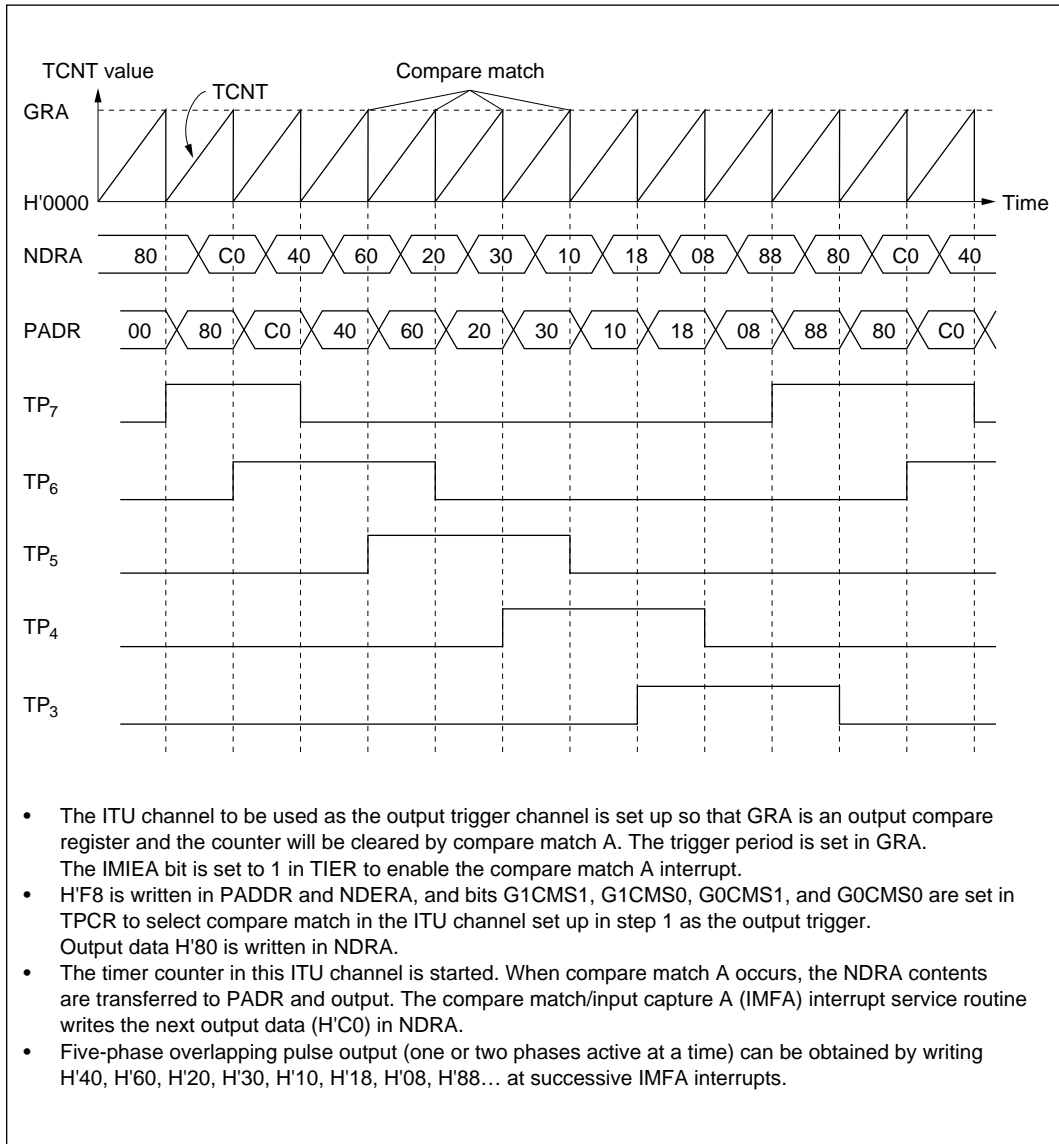 TCNT value
Compare match
TCNT
GRA
H'0000
Time
NDRA 80 C0 40 60 20 30 10 18 08 88 80 C0 40
PADR 00 80 C0 40 60 20 30 10 18 08 88 80 C0
TP7
TP6
TP5
TP4
TP3
• The ITU channel to be used as the output trigger channel is set up so that GRA is an output compare
register and the counter will be cleared by compare match A. The trigger period is set in GRA.
The IMIEA bit is set to 1 in TIER to enable the compare match A interrupt.
• H'F8 is written in PADDR and NDERA, and bits G1CMS1, G1CMS0, G0CMS1, and G0CMS0 are set in
TPCR to select compare match in the ITU channel set up in step 1 as the output trigger.
Output data H'80 is written in NDRA.
• The timer counter in this ITU channel is started. When compare match A occurs, the NDRA contents
are transferred to PADR and output. The compare match/input capture A (IMFA) interrupt service routine
writes the next output data (H'C0) in NDRA.
• Five-phase overlapping pulse output (one or two phases active at a time) can be obtained by writing
H'40, H'60, H'20, H'30, H'10, H'18, H'08, H'88… at successive IMFA interrupts.